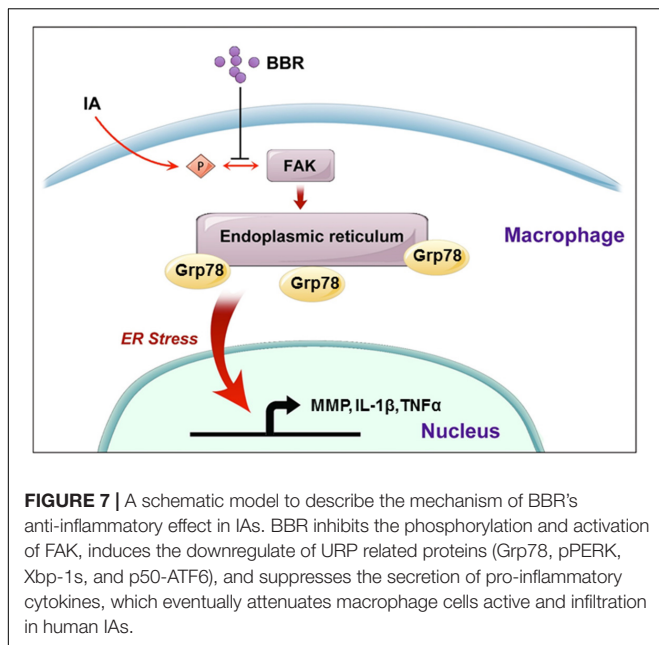 BBR
IA
P
FAK
Endoplasmic reticulum
Macrophage
Grp78
Grp78
Grp78
ER Stress
MMP, IL-1β, TNFα
Nucleus
FIGURE 7 | A schematic model to describe the mechanism of BBR's
anti-inflammatory effect in IAs. BBR inhibits the phosphorylation and activation
of FAK, induces the downregulate of URP related proteins (Grp78, pPERK,
Xbp-1s, and p50-ATF6), and suppresses the secretion of pro-inflammatory
cytokines, which eventually attenuates macrophage cells active and infiltration
in human IAs.